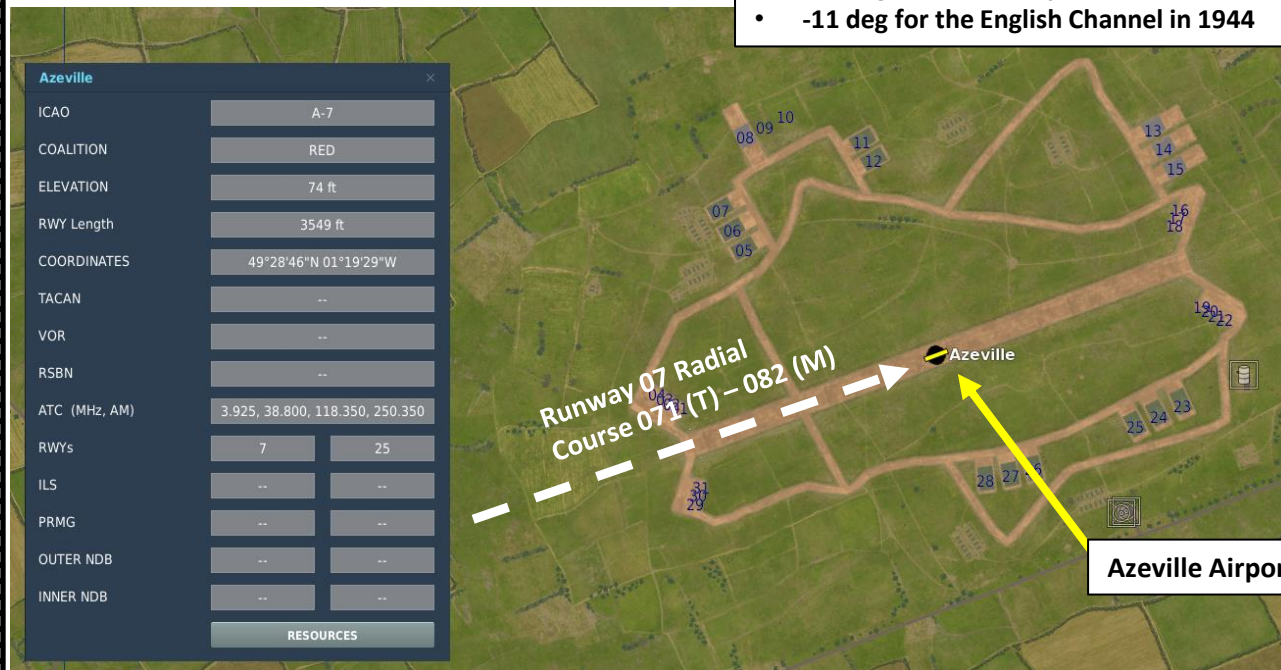 • -11 deg for the English Channel in 1944
Azeville
ICAO A-7
COALITION RED
ELEVATION 74 ft
RWY Length 3549 ft
COORDINATES 49°28'46"N 01°19'29"W
TACAN --
VOR --
RSBN --
ATC (MHz, AM) 3.925, 38.800, 118.350, 250.350
RWYs 7 25
ILS -- --
PRMG -- --
OUTER NDB -- --
INNER NDB -- --
RESOURCES
08 09 10
11
12
13
14
15
07
06
05
16
17
18
19
20
21
22
Azeville
Runway 07 Radial
Course 071 (T) – 082 (M)
04
25 24 23
28 27
31
30
29
Azeville Airpor